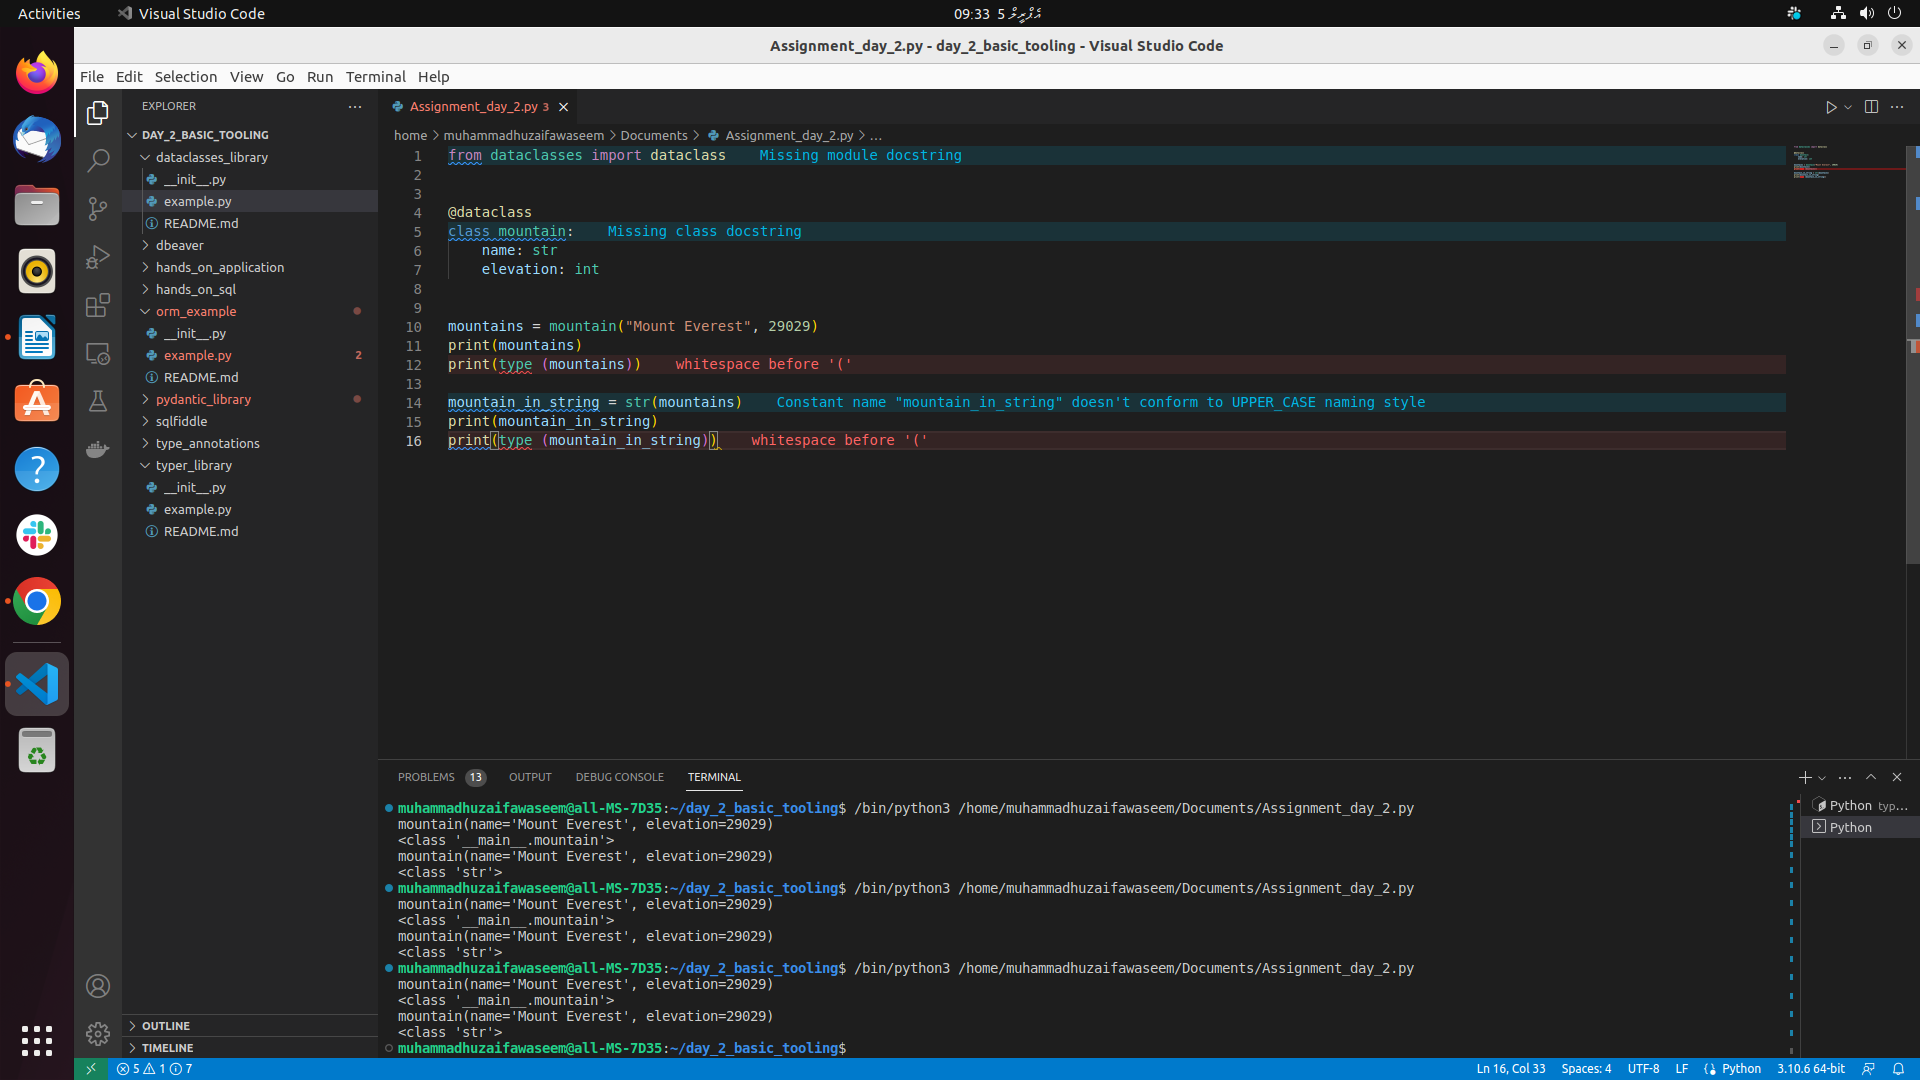 Activities
Visual Studio Code
09:33 5 އެޕްރީލް
Assignment_day_2.py - day_2_basic_tooling - Visual Studio Code
File Edit Selection View Go Run Terminal Help
EXPLORER
DAY_2_BASIC_TOOLING
dataclasses_library
__init__.py
example.py
README.md
dbeaver
hands_on_application
hands_on_sql
orm_example
__init__.py
example.py 2
README.md
pydantic_library
sqlfiddle
type_annotations
typer_library
__init__.py
example.py
README.md
OUTLINE
TIMELINE
Assignment_day_2.py 3
home > muhammadhuzaifawaseem > Documents > Assignment_day_2.py > ...
1 from dataclasses import dataclass Missing module docstring
2
3
4 @dataclass
5 class mountain: Missing class docstring
6 name: str
7 elevation: int
8
9
10 mountains = mountain("Mount Everest", 29029)
11 print(mountains)
12 print(type (mountains)) whitespace before '('
13
14 mountain_in_string = str(mountains) Constant name "mountain_in_string" doesn't conform to UPPER_CASE naming style
15 print(mountain_in_string)
16 print(type (mountain_in_string)) whitespace before '('
PROBLEMS 13 OUTPUT DEBUG CONSOLE TERMINAL
muhammadhuzaifawaseem@all-MS-7D35:~/day_2_basic_tooling$ /bin/python3 /home/muhammadhuzaifawaseem/Documents/Assignment_day_2.py
mountain(name='Mount Everest', elevation=29029)
<class '__main__.mountain'>
mountain(name='Mount Everest', elevation=29029)
<class 'str'>
muhammadhuzaifawaseem@all-MS-7D35:~/day_2_basic_tooling$ /bin/python3 /home/muhammadhuzaifawaseem/Documents/Assignment_day_2.py
mountain(name='Mount Everest', elevation=29029)
<class '__main__.mountain'>
mountain(name='Mount Everest', elevation=29029)
<class 'str'>
muhammadhuzaifawaseem@all-MS-7D35:~/day_2_basic_tooling$ /bin/python3 /home/muhammadhuzaifawaseem/Documents/Assignment_day_2.py
mountain(name='Mount Everest', elevation=29029)
<class '__main__.mountain'>
mountain(name='Mount Everest', elevation=29029)
<class 'str'>
muhammadhuzaifawaseem@all-MS-7D35:~/day_2_basic_tooling$
Python typ...
Python
5 1 7
Ln 16, Col 33 Spaces: 4 UTF-8 LF Python 3.10.6 64-bit